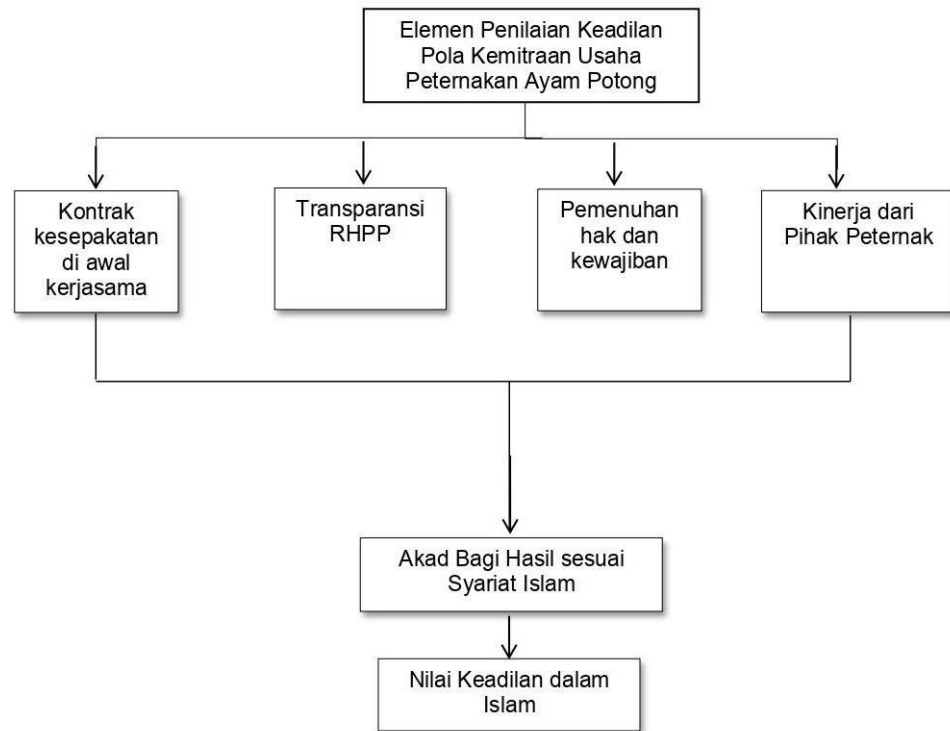 Elemen Penilaian Keadilan
Pola Kemitraan Usaha
Peternakan Ayam Potong
Kontrak
kesepakatan
di awal
kerjasama
Transparansi
RHPP
Pemenuhan
hak dan
kewajiban
Kinerja dari
Pihak Peternak
Akad Bagi Hasil sesuai
Syariat Islam
Nilai Keadilan dalam
Islam